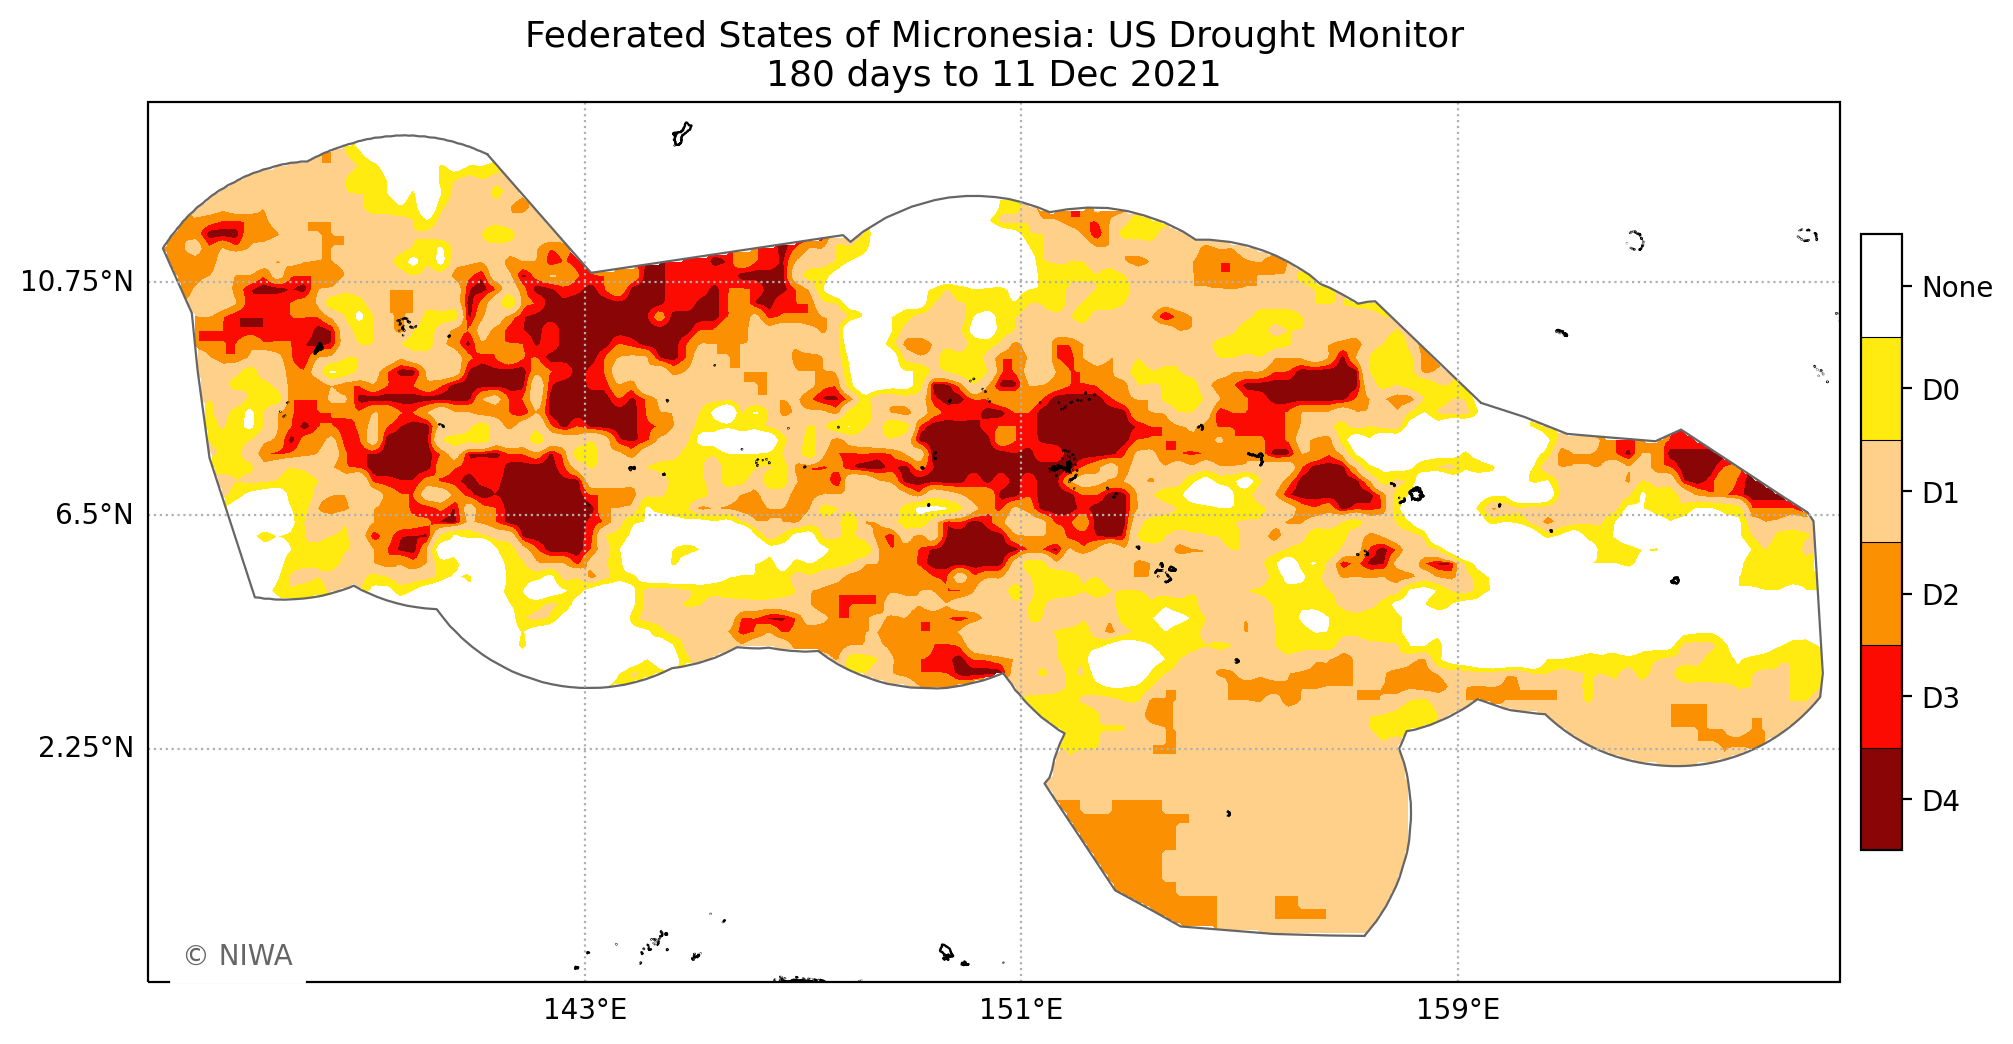 Federated States of Micronesia: US Drought Monitor
180 days to 11 Dec 2021
10.75°N
6.5°N
2.25°N
143°E
151°E
159°E
None
D0
D1
D2
D3
D4
© NIWA